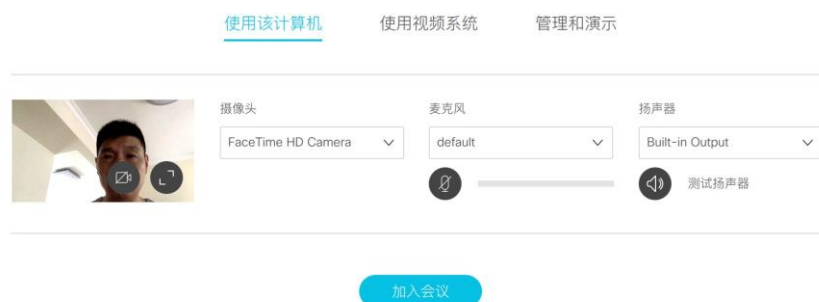 使用该计算机 使用视频系统 管理和演示
摄像头 麦克风 扬声器
FaceTime HD Camera default Built-in Output
测试扬声器
加入会议